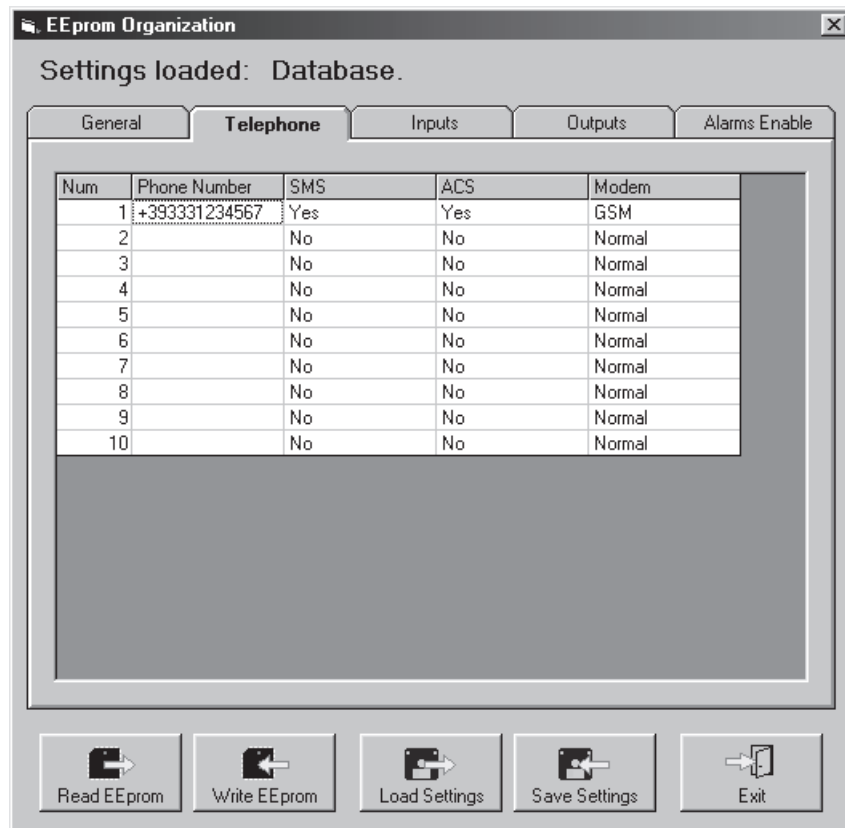 EEprom Organization
Settings loaded: Database.
General Telephone Inputs Outputs Alarms Enable
Num Phone Number SMS ACS Modem
1 +393331234567 Yes Yes GSM
2 No No Normal
3 No No Normal
4 No No Normal
5 No No Normal
6 No No Normal
7 No No Normal
8 No No Normal
9 No No Normal
10 No No Normal
Read EEprom Write EEprom Load Settings Save Settings Exit